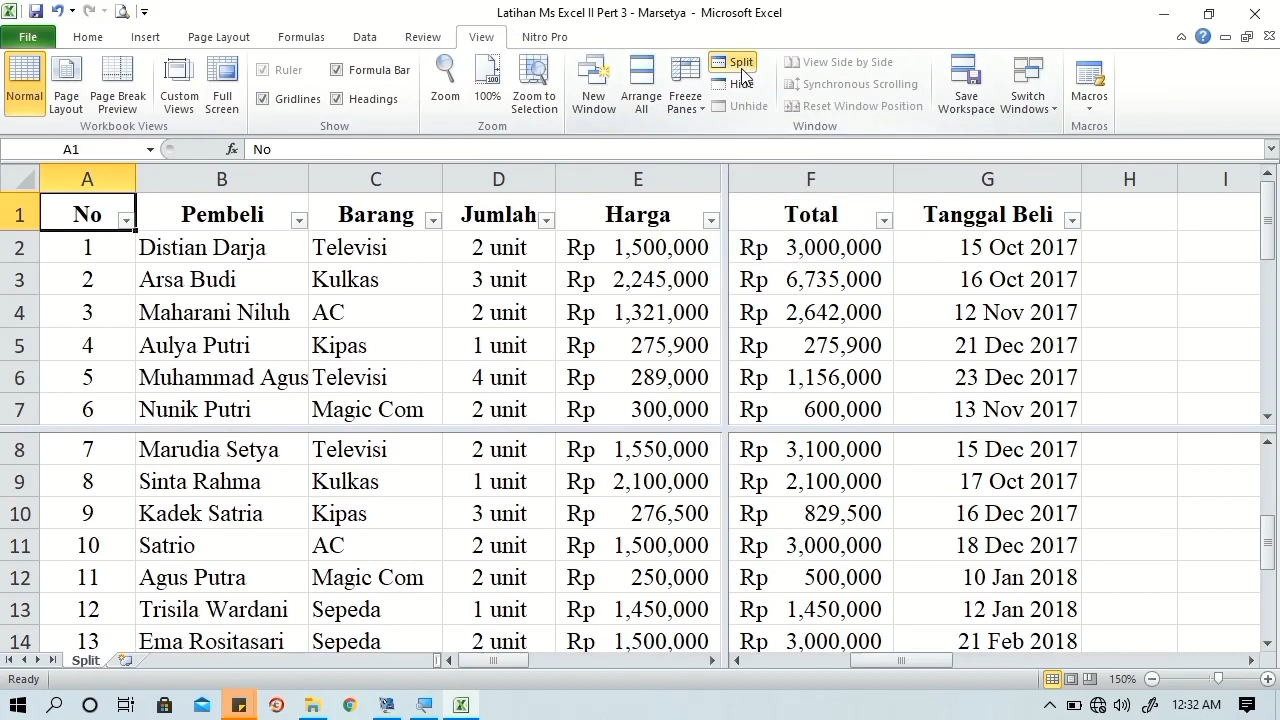 Latihan Ms Excel II Pert 3 - Marsetya - Microsoft Excel
File Home Insert Page Layout Formulas Data Review View Nitro Pro
Normal Page Layout Page Break Preview Custom Views Full Screen
Ruler Formula Bar
Gridlines Headings
Zoom 100% Zoom to Selection
New Window Arrange All Freeze Panes
Split
Hide
Unhide
View Side by Side
Synchronous Scrolling
Reset Window Position
Save Workspace Switch Windows Macros
Workbook Views Show Zoom Window Macros
A1 fx No
A B C D E F G H I
1 No Pembeli Barang Jumlah Harga Total Tanggal Beli
2 1 Distian Darja Televisi 2 unit Rp 1,500,000 Rp 3,000,000 15 Oct 2017
3 2 Arsa Budi Kulkas 3 unit Rp 2,245,000 Rp 6,735,000 16 Oct 2017
4 3 Maharani Niluh AC 2 unit Rp 1,321,000 Rp 2,642,000 12 Nov 2017
5 4 Aulya Putri Kipas 1 unit Rp 275,900 Rp 275,900 21 Dec 2017
6 5 Muhammad Agus Televisi 4 unit Rp 289,000 Rp 1,156,000 23 Dec 2017
7 6 Nunik Putri Magic Com 2 unit Rp 300,000 Rp 600,000 13 Nov 2017
8 7 Marudia Setya Televisi 2 unit Rp 1,550,000 Rp 3,100,000 15 Dec 2017
9 8 Sinta Rahma Kulkas 1 unit Rp 2,100,000 Rp 2,100,000 17 Oct 2017
10 9 Kadek Satria Kipas 3 unit Rp 276,500 Rp 829,500 16 Dec 2017
11 10 Satrio AC 2 unit Rp 1,500,000 Rp 3,000,000 18 Dec 2017
12 11 Agus Putra Magic Com 2 unit Rp 250,000 Rp 500,000 10 Jan 2018
13 12 Trisila Wardani Sepeda 1 unit Rp 1,450,000 Rp 1,450,000 12 Jan 2018
14 13 Ema Rositasari Sepeda 2 unit Rp 1,500,000 Rp 3,000,000 21 Feb 2018
Split
Ready 150%
12:32 AM